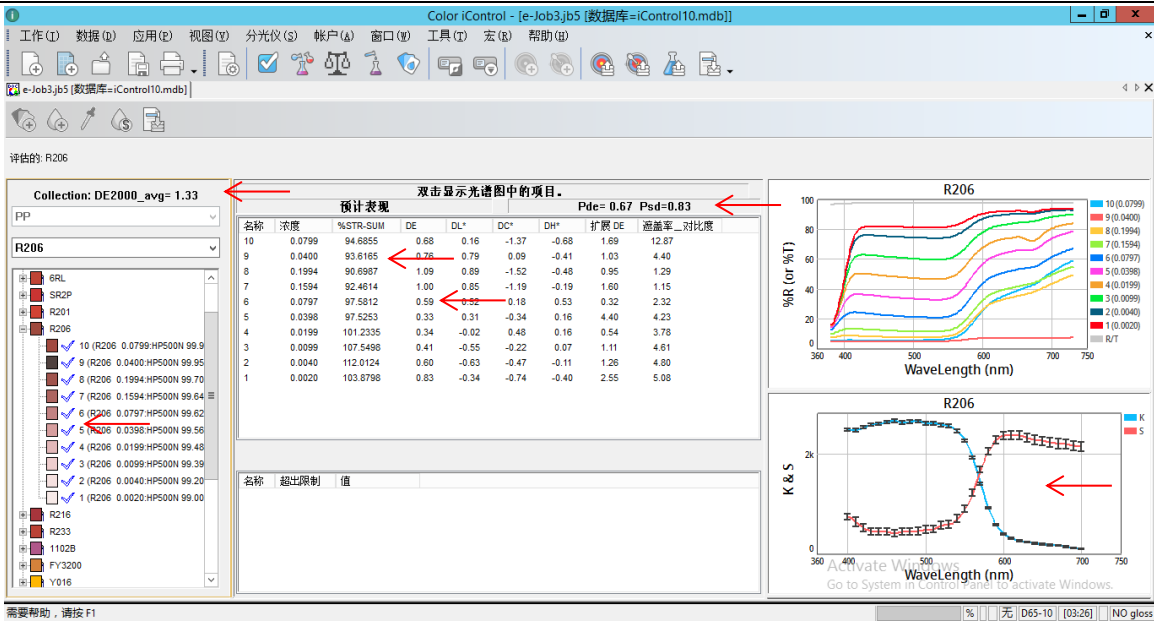 Color iControl - [e-Job3.jb5 [数据库=iControl10.mdb]]
工作(I) 数据(D) 应用(P) 视图(V) 分光仪(S) 帐户(A) 窗口(W) 工具(T) 宏(R) 帮助(H)
e-Job3.jb5 [数据库=iControl10.mdb]
评估的: R206
Collection: DE2000_avg= 1.33
PP
R206
6RL
SR2P
R201
R206
10 (R206 0.0799:HP500N 99.9
9 (R206 0.0400:HP500N 99.95
8 (R206 0.1994:HP500N 99.70
7 (R206 0.1594:HP500N 99.64
6 (R206 0.0797:HP500N 99.62
5 (R206 0.0398:HP500N 99.56
4 (R206 0.0199:HP500N 99.48
3 (R206 0.0099:HP500N 99.39
2 (R206 0.0040:HP500N 99.20
1 (R206 0.0020:HP500N 99.00
R216
R233
1102B
FY3200
Y016
双击显示光谱图中的项目。
预计表现 Pde= 0.67 Psd=0.83
名称 浓度 %STR-SUM DE DL* DC* DH* 扩展 DE 遮盖率__对比度
10 0.0799 94.6855 0.68 0.16 -1.37 -0.68 1.69 12.87
9 0.0400 93.6165 0.76 0.79 0.09 -0.41 1.03 4.40
8 0.1994 90.6987 1.09 0.89 -1.52 -0.48 0.95 1.29
7 0.1594 92.4614 1.00 0.85 -1.19 -0.19 1.60 1.15
6 0.0797 97.5812 0.59 0.52 0.18 0.53 0.32 2.32
5 0.0398 97.5253 0.33 0.31 -0.34 0.16 4.40 4.23
4 0.0199 101.2335 0.34 -0.02 0.48 0.16 0.54 3.78
3 0.0099 107.5498 0.41 -0.55 -0.22 0.07 1.11 4.61
2 0.0040 112.0124 0.60 -0.63 -0.47 -0.11 1.26 4.80
1 0.0020 103.8798 0.83 -0.34 -0.74 -0.40 2.55 5.08
名称 超出限制 值
R206
%R (or %T)
100
80
60
40
20
0
360 400 500 600 700 750
WaveLength (nm)
10 (0.0799)
9 (0.0400)
8 (0.1994)
7 (0.1594)
6 (0.0797)
5 (0.0398)
4 (0.0199)
3 (0.0099)
2 (0.0040)
1 (0.0020)
R/T
R206
K & S
2k
0
360 400 500 600 700 750
WaveLength (nm)
K
S
Activate Windows
Go to System in Control Panel to activate Windows.
需要帮助，请按 F1
% 无 D65-10 [03:26] NO gloss